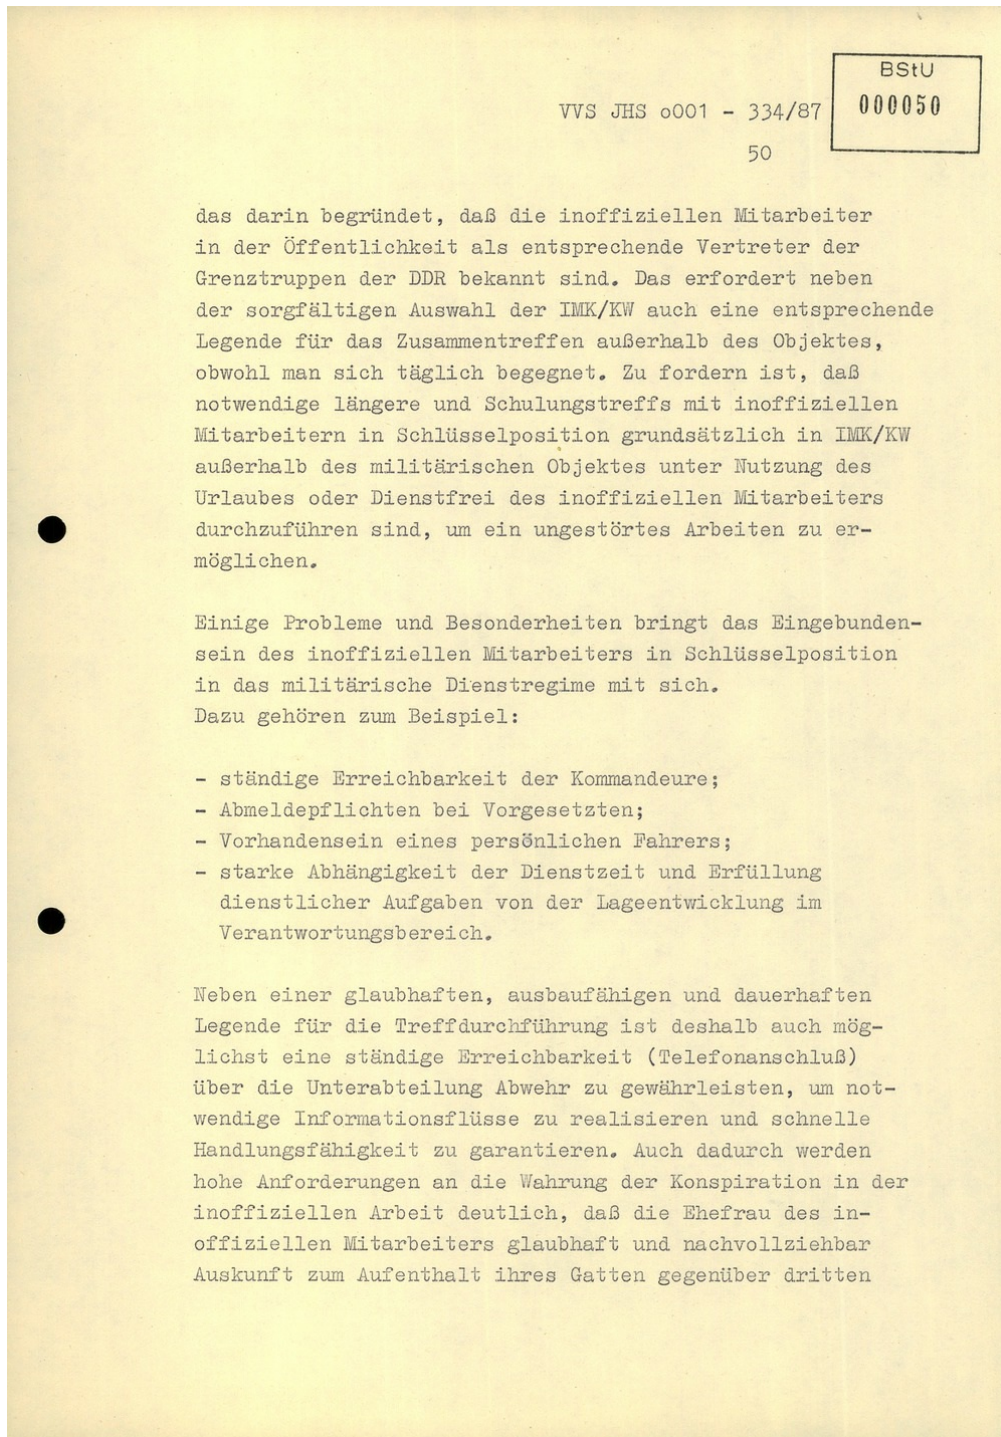 BStU
000050
VVS JHS o001 - 334/87
50
das darin begründet, daß die inoffiziellen Mitarbeiter
in der Öffentlichkeit als entsprechende Vertreter der
Grenztruppen der DDR bekannt sind. Das erfordert neben
der sorgfältigen Auswahl der IMK/KW auch eine entsprechende
Legende für das Zusammentreffen außerhalb des Objektes,
obwohl man sich täglich begegnet. Zu fordern ist, daß
notwendige längere und Schulungstreffs mit inoffiziellen
Mitarbeitern in Schlüsselposition grundsätzlich in IMK/KW
außerhalb des militärischen Objektes unter Nutzung des
Urlaubes oder Dienstfrei des inoffiziellen Mitarbeiters
durchzuführen sind, um ein ungestörtes Arbeiten zu er-
möglichen.
Einige Probleme und Besonderheiten bringt das Eingebunden-
sein des inoffiziellen Mitarbeiters in Schlüsselposition
in das militärische Dienstregime mit sich.
Dazu gehören zum Beispiel:
- ständige Erreichbarkeit der Kommandeure;
- Abmeldepflichten bei Vorgesetzten;
- Vorhandensein eines persönlichen Fahrers;
- starke Abhängigkeit der Dienstzeit und Erfüllung
dienstlicher Aufgaben von der Lageentwicklung im
Verantwortungsbereich.
Neben einer glaubhaften, ausbaufähigen und dauerhaften
Legende für die Treffdurchführung ist deshalb auch mög-
lichst eine ständige Erreichbarkeit (Telefonanschluß)
über die Unterabteilung Abwehr zu gewährleisten, um not-
wendige Informationsflüsse zu realisieren und schnelle
Handlungsfähigkeit zu garantieren. Auch dadurch werden
hohe Anforderungen an die Wahrung der Konspiration in der
inoffiziellen Arbeit deutlich, daß die Ehefrau des in-
offiziellen Mitarbeiters glaubhaft und nachvollziehbar
Auskunft zum Aufenthalt ihres Gatten gegenüber dritten